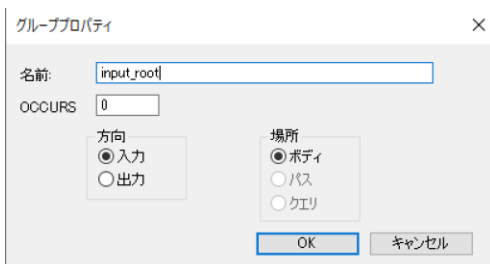 グループプロパティ
名前: input_root
OCCURS 0
方向
入力
出力
場所
ボディ
パス
クエリ
OK キャンセル